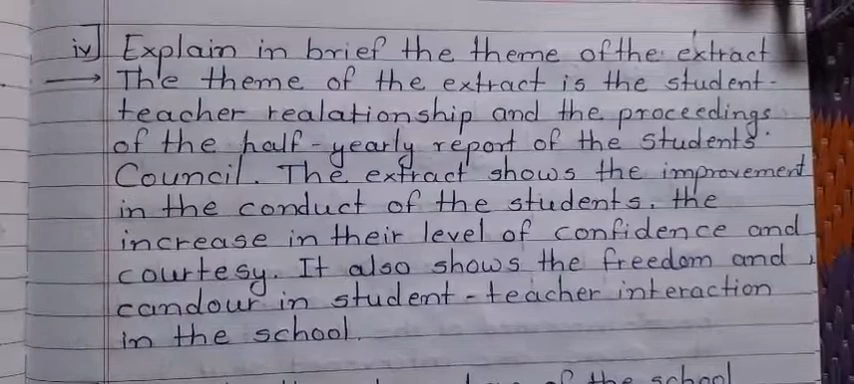 iv] Explain in brief the theme of the extract
→ The theme of the extract is the student-
teacher realationship and the proceedings
of the half-yearly report of the students'
Council. The extract shows the improvement
in the conduct of the students, the
increase in their level of confidence and
courtesy. It also shows the freedom and
candour in student-teacher interaction
in the school.
of the school